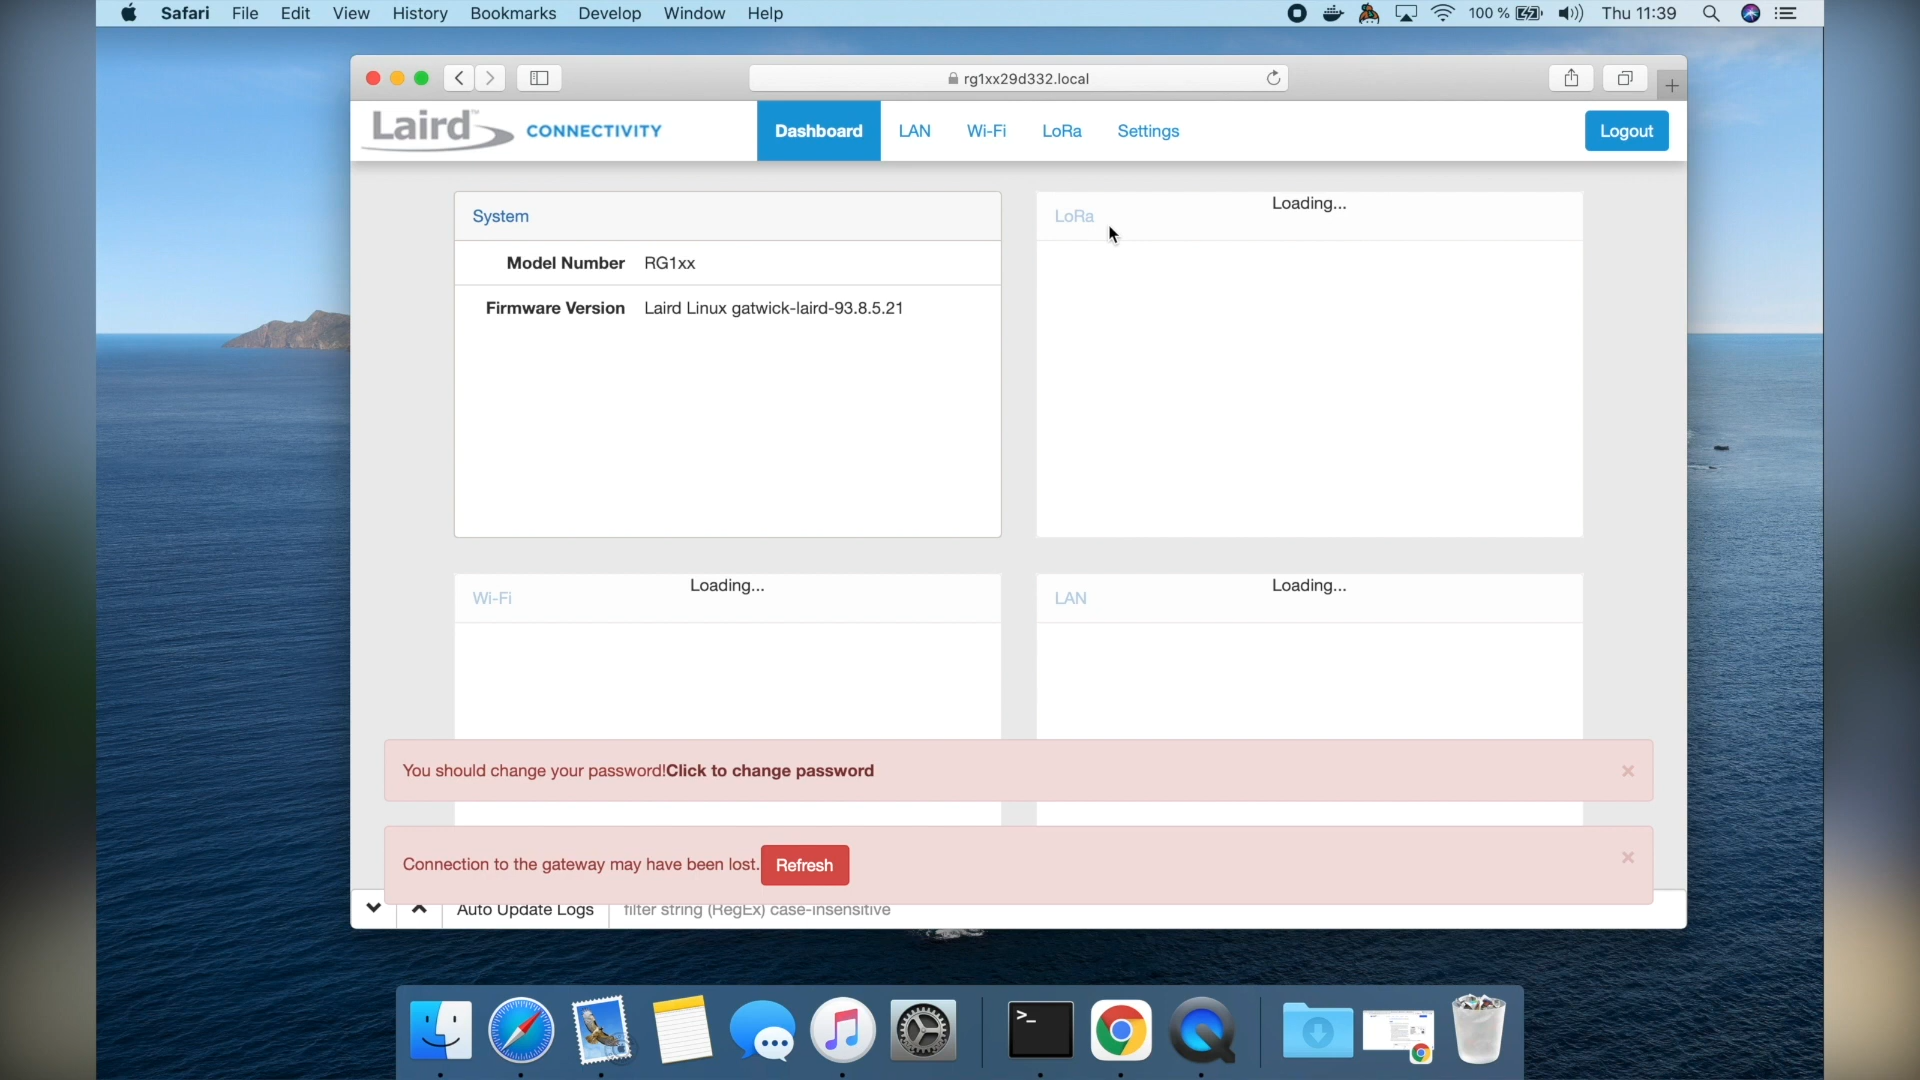 Safari File Edit View History Bookmarks Develop Window Help 100 % Thu 11:39
rg1xx29d332.local
Laird™ CONNECTIVITY Dashboard LAN Wi-Fi LoRa Settings Logout
System
Model Number RG1xx
Firmware Version Laird Linux gatwick-laird-93.8.5.21
LoRa Loading...
Wi-Fi Loading...
LAN Loading...
You should change your password!Click to change password ×
Connection to the gateway may have been lost. Refresh ×
Auto Update Logs filter string (RegEx) case-insensitive
>_